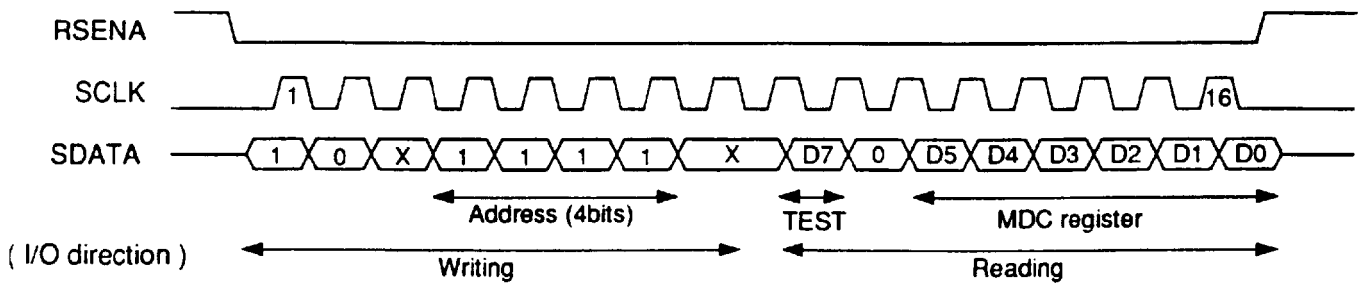 RSENA
SCLK 1 16
SDATA 1 0 X 1 1 1 1 X D7 0 D5 D4 D3 D2 D1 D0
Address (4bits) TEST MDC register
( I/O direction ) Writing Reading